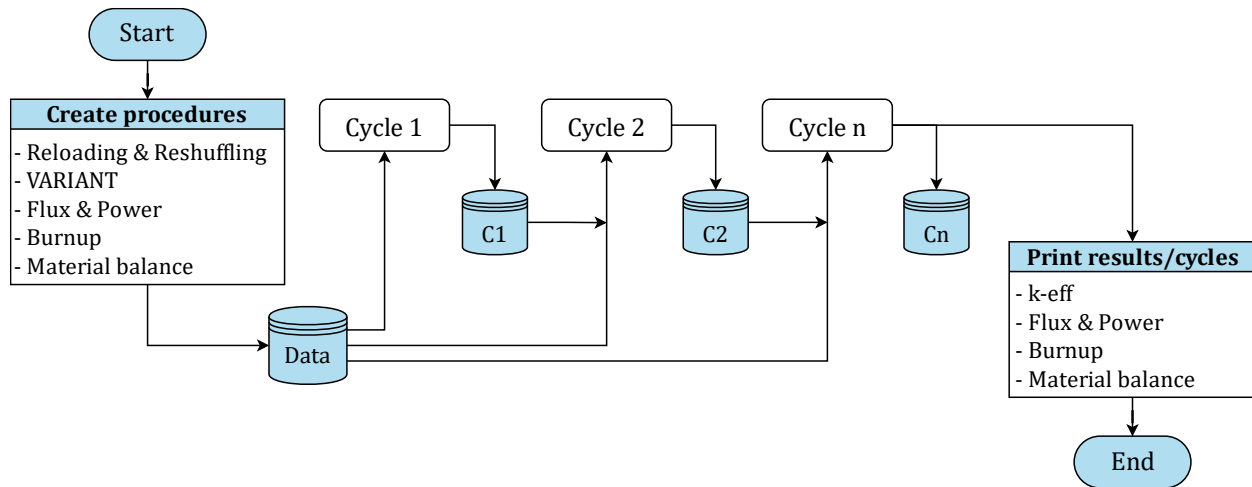 Start
Create procedures
- Reloading & Reshuffling
- VARIANT
- Flux & Power
- Burnup
- Material balance
Data
Cycle 1
C1
Cycle 2
C2
Cycle n
Cn
Print results/cycles
- k-eff
- Flux & Power
- Burnup
- Material balance
End